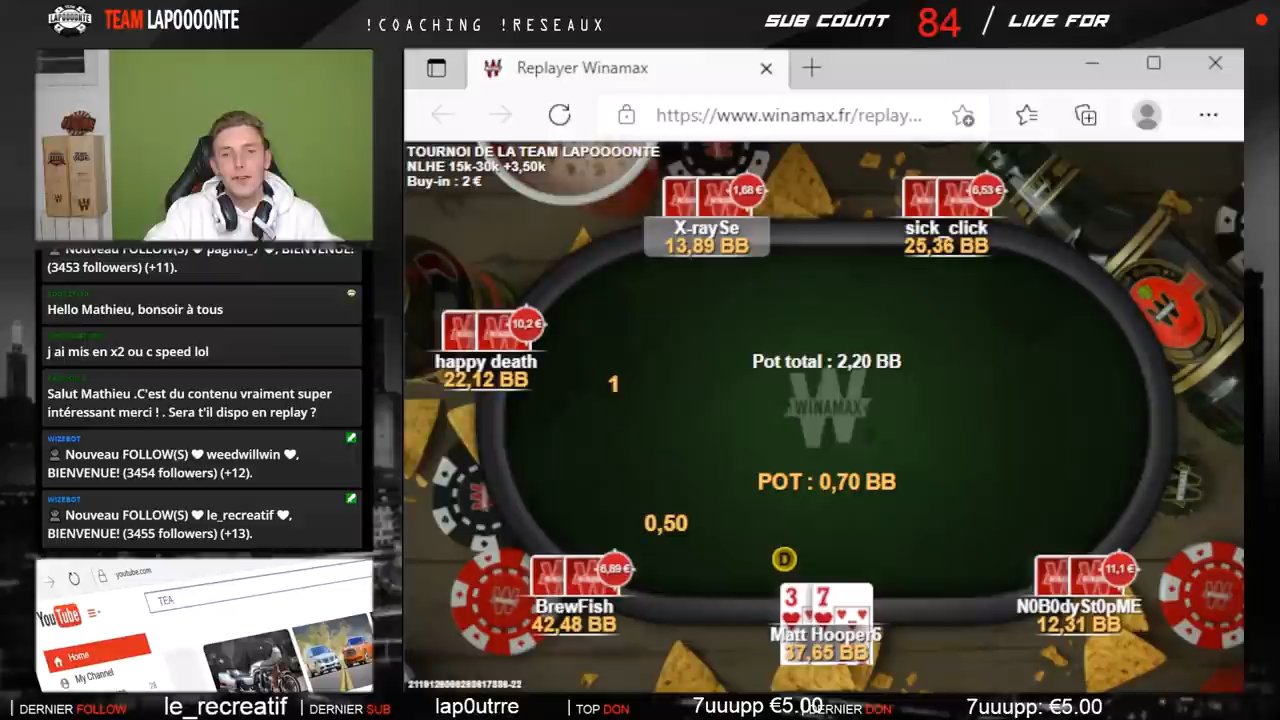 TEAM LAPOOOONTE
!COACHING !RESEAUX
SUB COUNT 84 / LIVE FOR
Replayer Winamax
https://www.winamax.fr/replay...
TOURNOI DE LA TEAM LAPOOOONTE
NLHE 15k-30k +3,50k
Buy-in : 2 €
1,68 €
X-raySe
13,89 BB
6,53 €
sick_click
25,36 BB
10,2 €
happy death
22,12 BB
1
Pot total : 2,20 BB
WINAMAX
POT : 0,70 BB
0,50
D
6,89 €
BrewFish
42,48 BB
3 7
Matt Hooper6
37,65 BB
11,1 €
N0B0dySt0pME
12,31 BB
(3453 followers) (+11).
Hello Mathieu, bonsoir à tous
j ai mis en x2 ou c speed lol
Salut Mathieu .C'est du contenu vraiment super
intéressant merci ! . Sera t'il dispo en replay ?
WIZEBOT
Nouveau FOLLOW(S) ♥ weedwillwin ♥,
BIENVENUE! (3454 followers) (+12).
WIZEBOT
Nouveau FOLLOW(S) ♥ le_recreatif ♥,
BIENVENUE! (3455 followers) (+13).
youtube.com
YouTube
TEA
Home
My Channel
| DERNIER FOLLOW le_recreatif | DERNIER SUB lap0utrre | TOP DON 7uuupp €5.00 DERNIER DON 7uuupp: €5.00